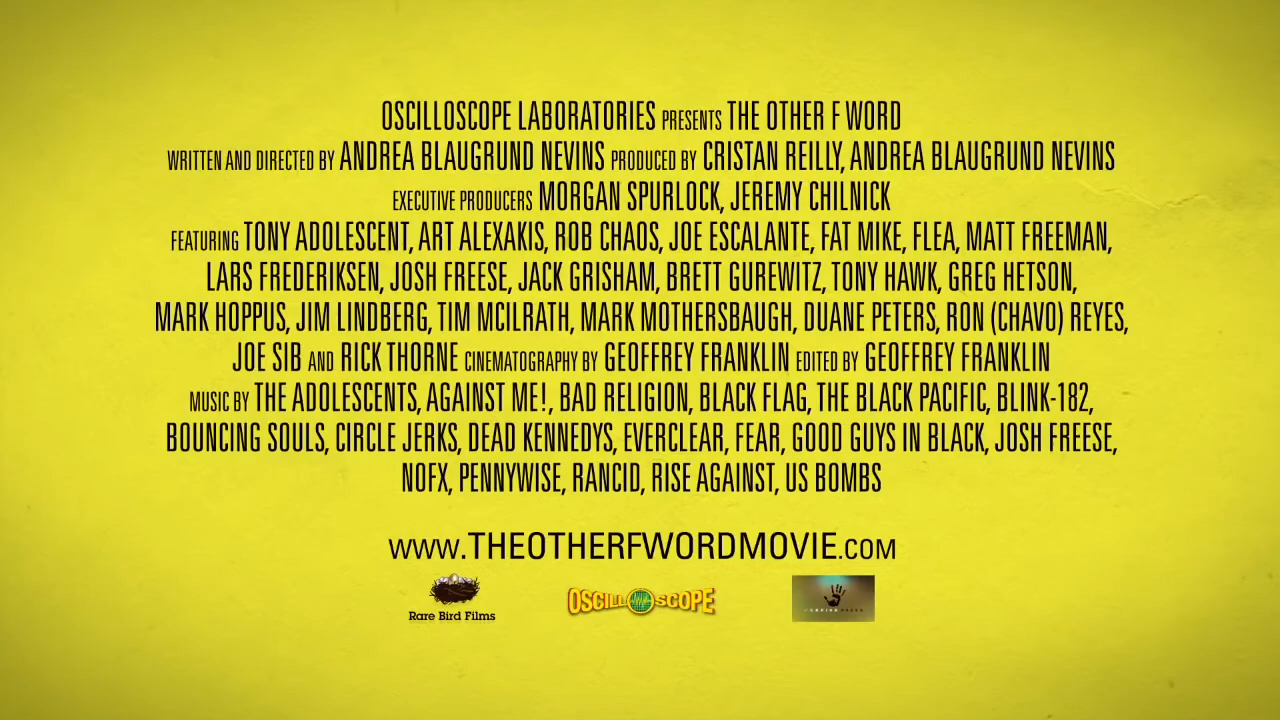 OSCILLOSCOPE LABORATORIES PRESENTS THE OTHER F WORD
WRITTEN AND DIRECTED BY ANDREA BLAUGRUND NEVINS PRODUCED BY CRISTAN REILLY, ANDREA BLAUGRUND NEVINS
EXECUTIVE PRODUCERS MORGAN SPURLOCK, JEREMY CHILNICK
FEATURING TONY ADOLESCENT, ART ALEXAKIS, ROB CHAOS, JOE ESCALANTE, FAT MIKE, FLEA, MATT FREEMAN,
LARS FREDERIKSEN, JOSH FREESE, JACK GRISHAM, BRETT GUREWITZ, TONY HAWK, GREG HETSON,
MARK HOPPUS, JIM LINDBERG, TIM MCILRATH, MARK MOTHERSBAUGH, DUANE PETERS, RON (CHAVO) REYES,
JOE SIB AND RICK THORNE CINEMATOGRAPHY BY GEOFFREY FRANKLIN EDITED BY GEOFFREY FRANKLIN
MUSIC BY THE ADOLESCENTS, AGAINST ME!, BAD RELIGION, BLACK FLAG, THE BLACK PACIFIC, BLINK-182,
BOUNCING SOULS, CIRCLE JERKS, DEAD KENNEDYS, EVERCLEAR, FEAR, GOOD GUYS IN BLACK, JOSH FREESE,
NOFX, PENNYWISE, RANCID, RISE AGAINST, US BOMBS
WWW.THEOTHERFWORDMOVIE.COM
Rare Bird Films
OSCILLOSCOPE